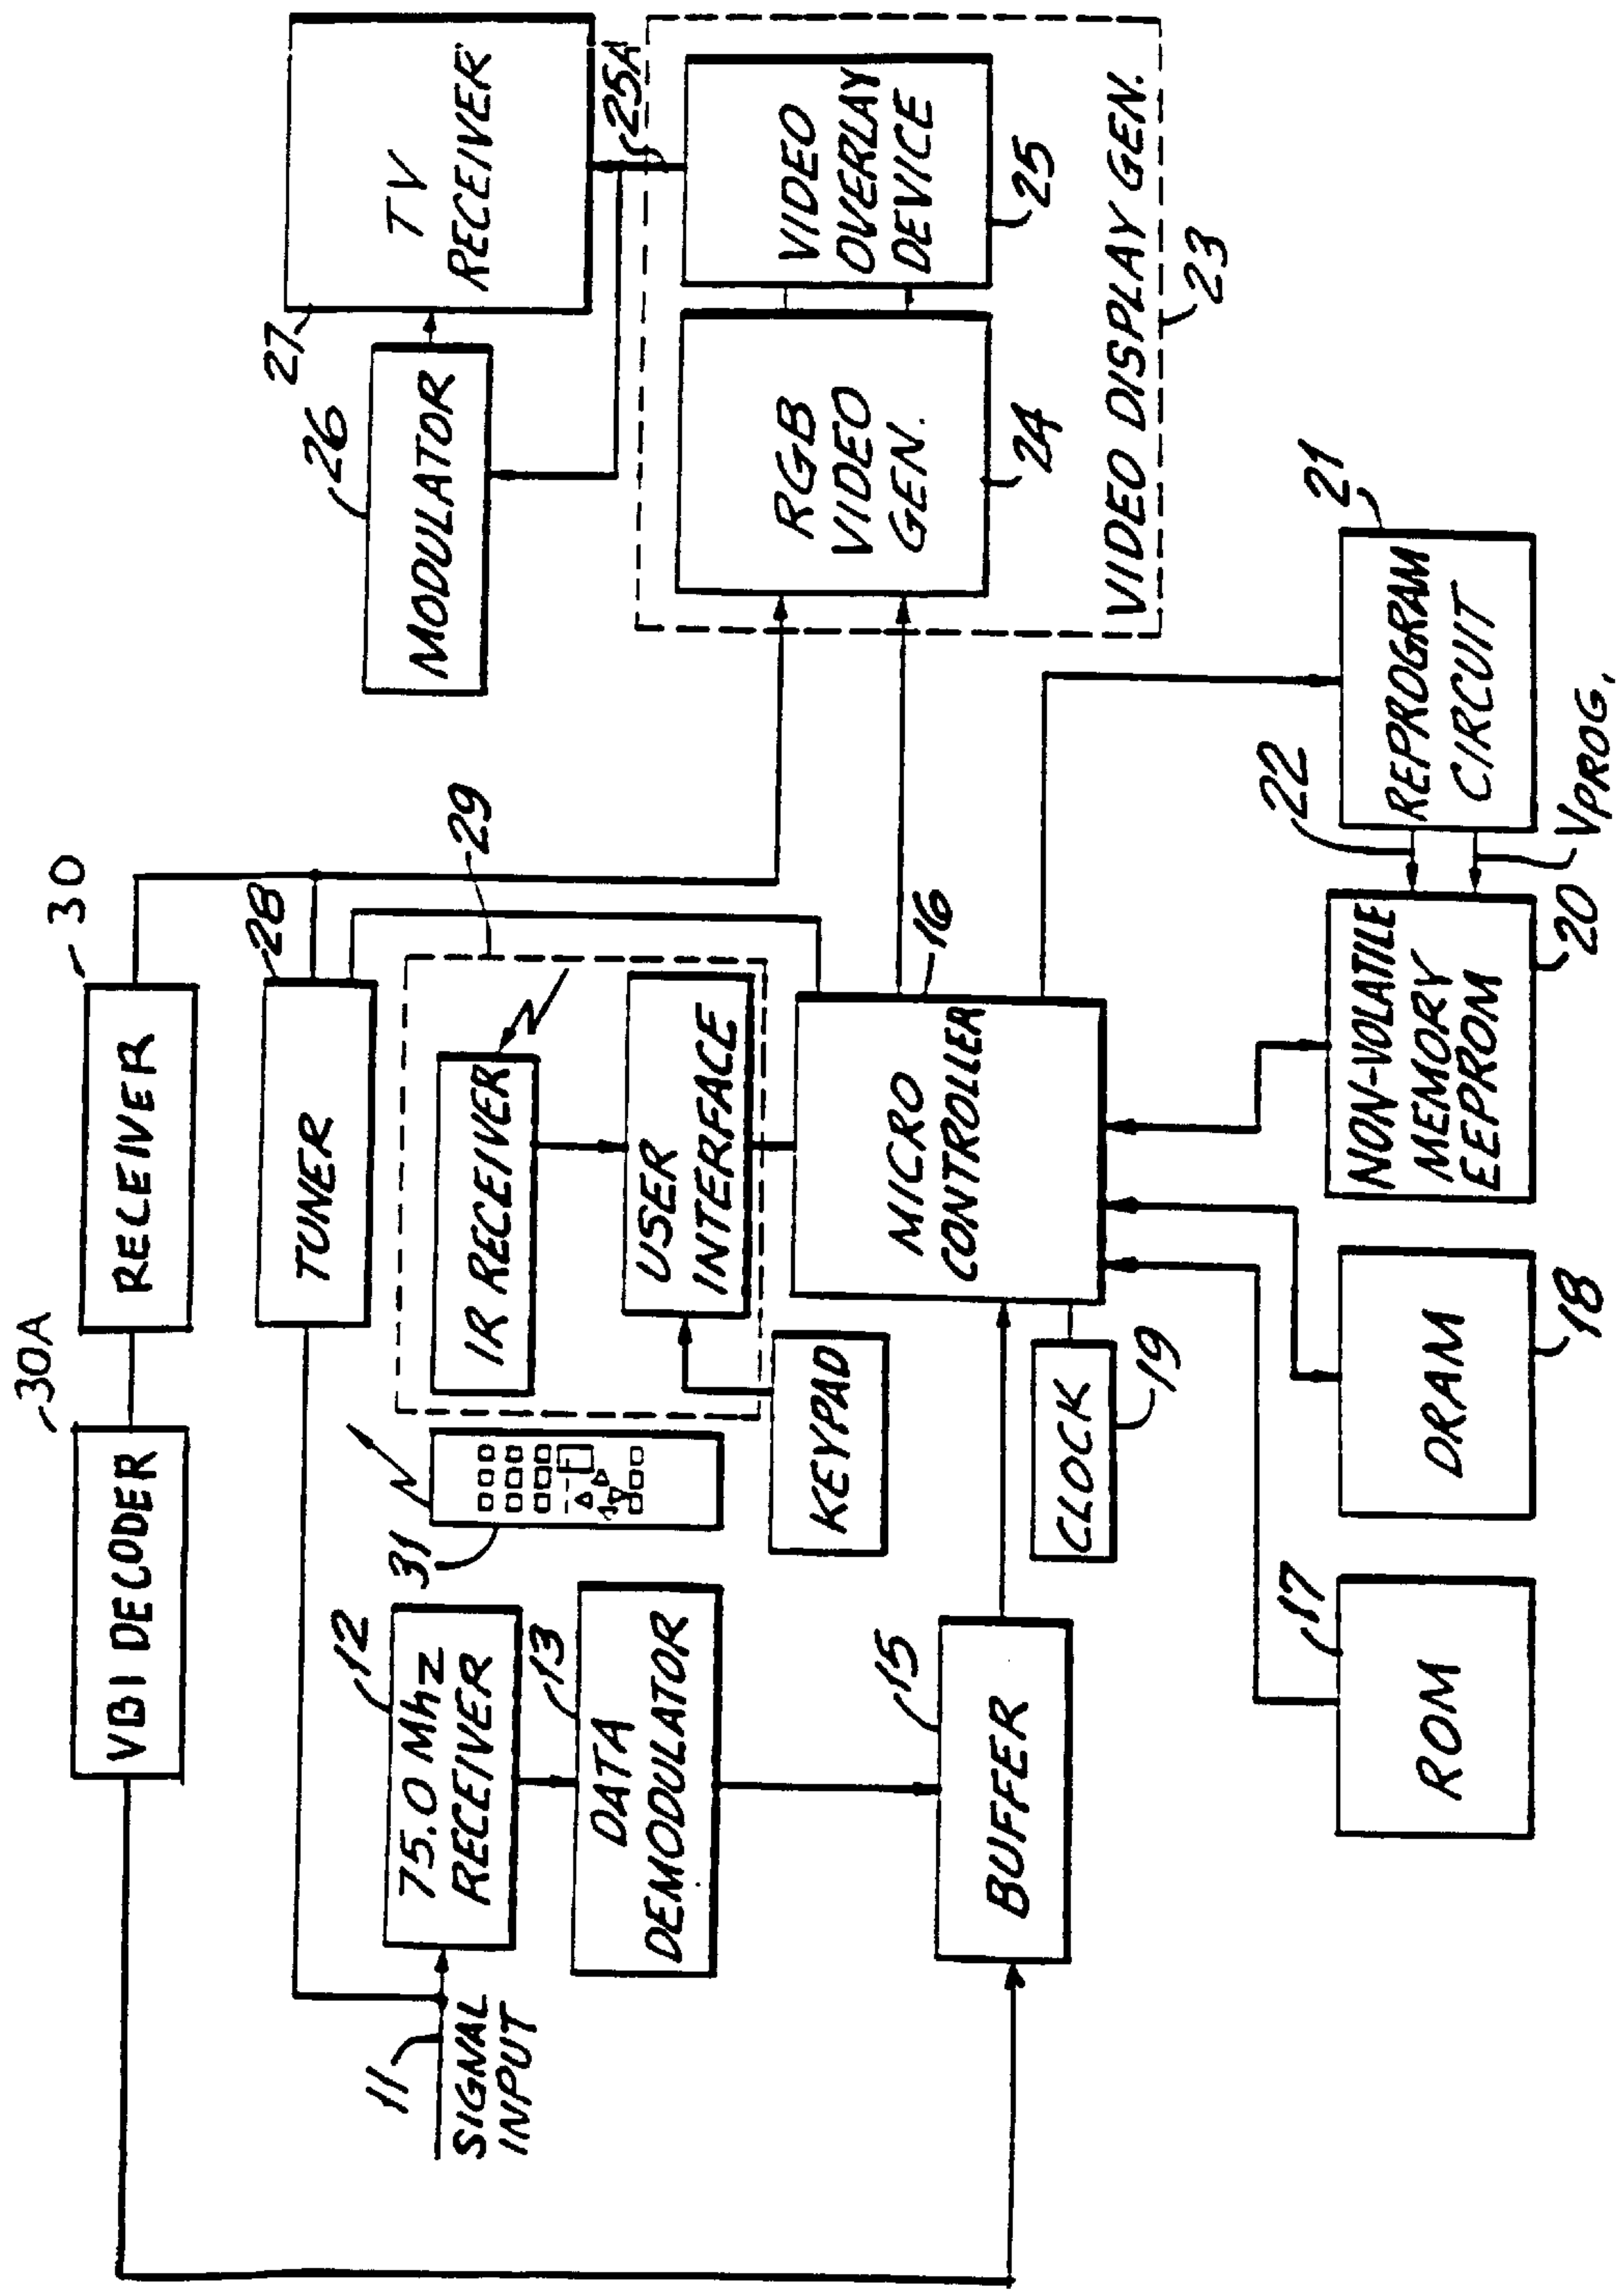 30A
30
VBI DECODER
RECEIVER
28
TUNER
27
TV
RECEIVER
26
MODULATOR
25A
12
75.0 Mhz
RECEIVER
11
SIGNAL
INPUT
31
29
IR RECEIVER
USER
INTERFACE
13
DATA
DEMODULATOR
KEYPAD
RGB
VIDEO
GEN.
24
VIDEO
OVERLAY
DEVICE
25
VIDEO DISPLAY GEN.
23
15
BUFFER
16
MICRO
CONTROLLER
CLOCK
19
17
ROM
DRAM
18
NON-VOLATILE
MEMORY
EEPROM
20
22
VPROG.
21
REPROGRAM
CIRCUIT